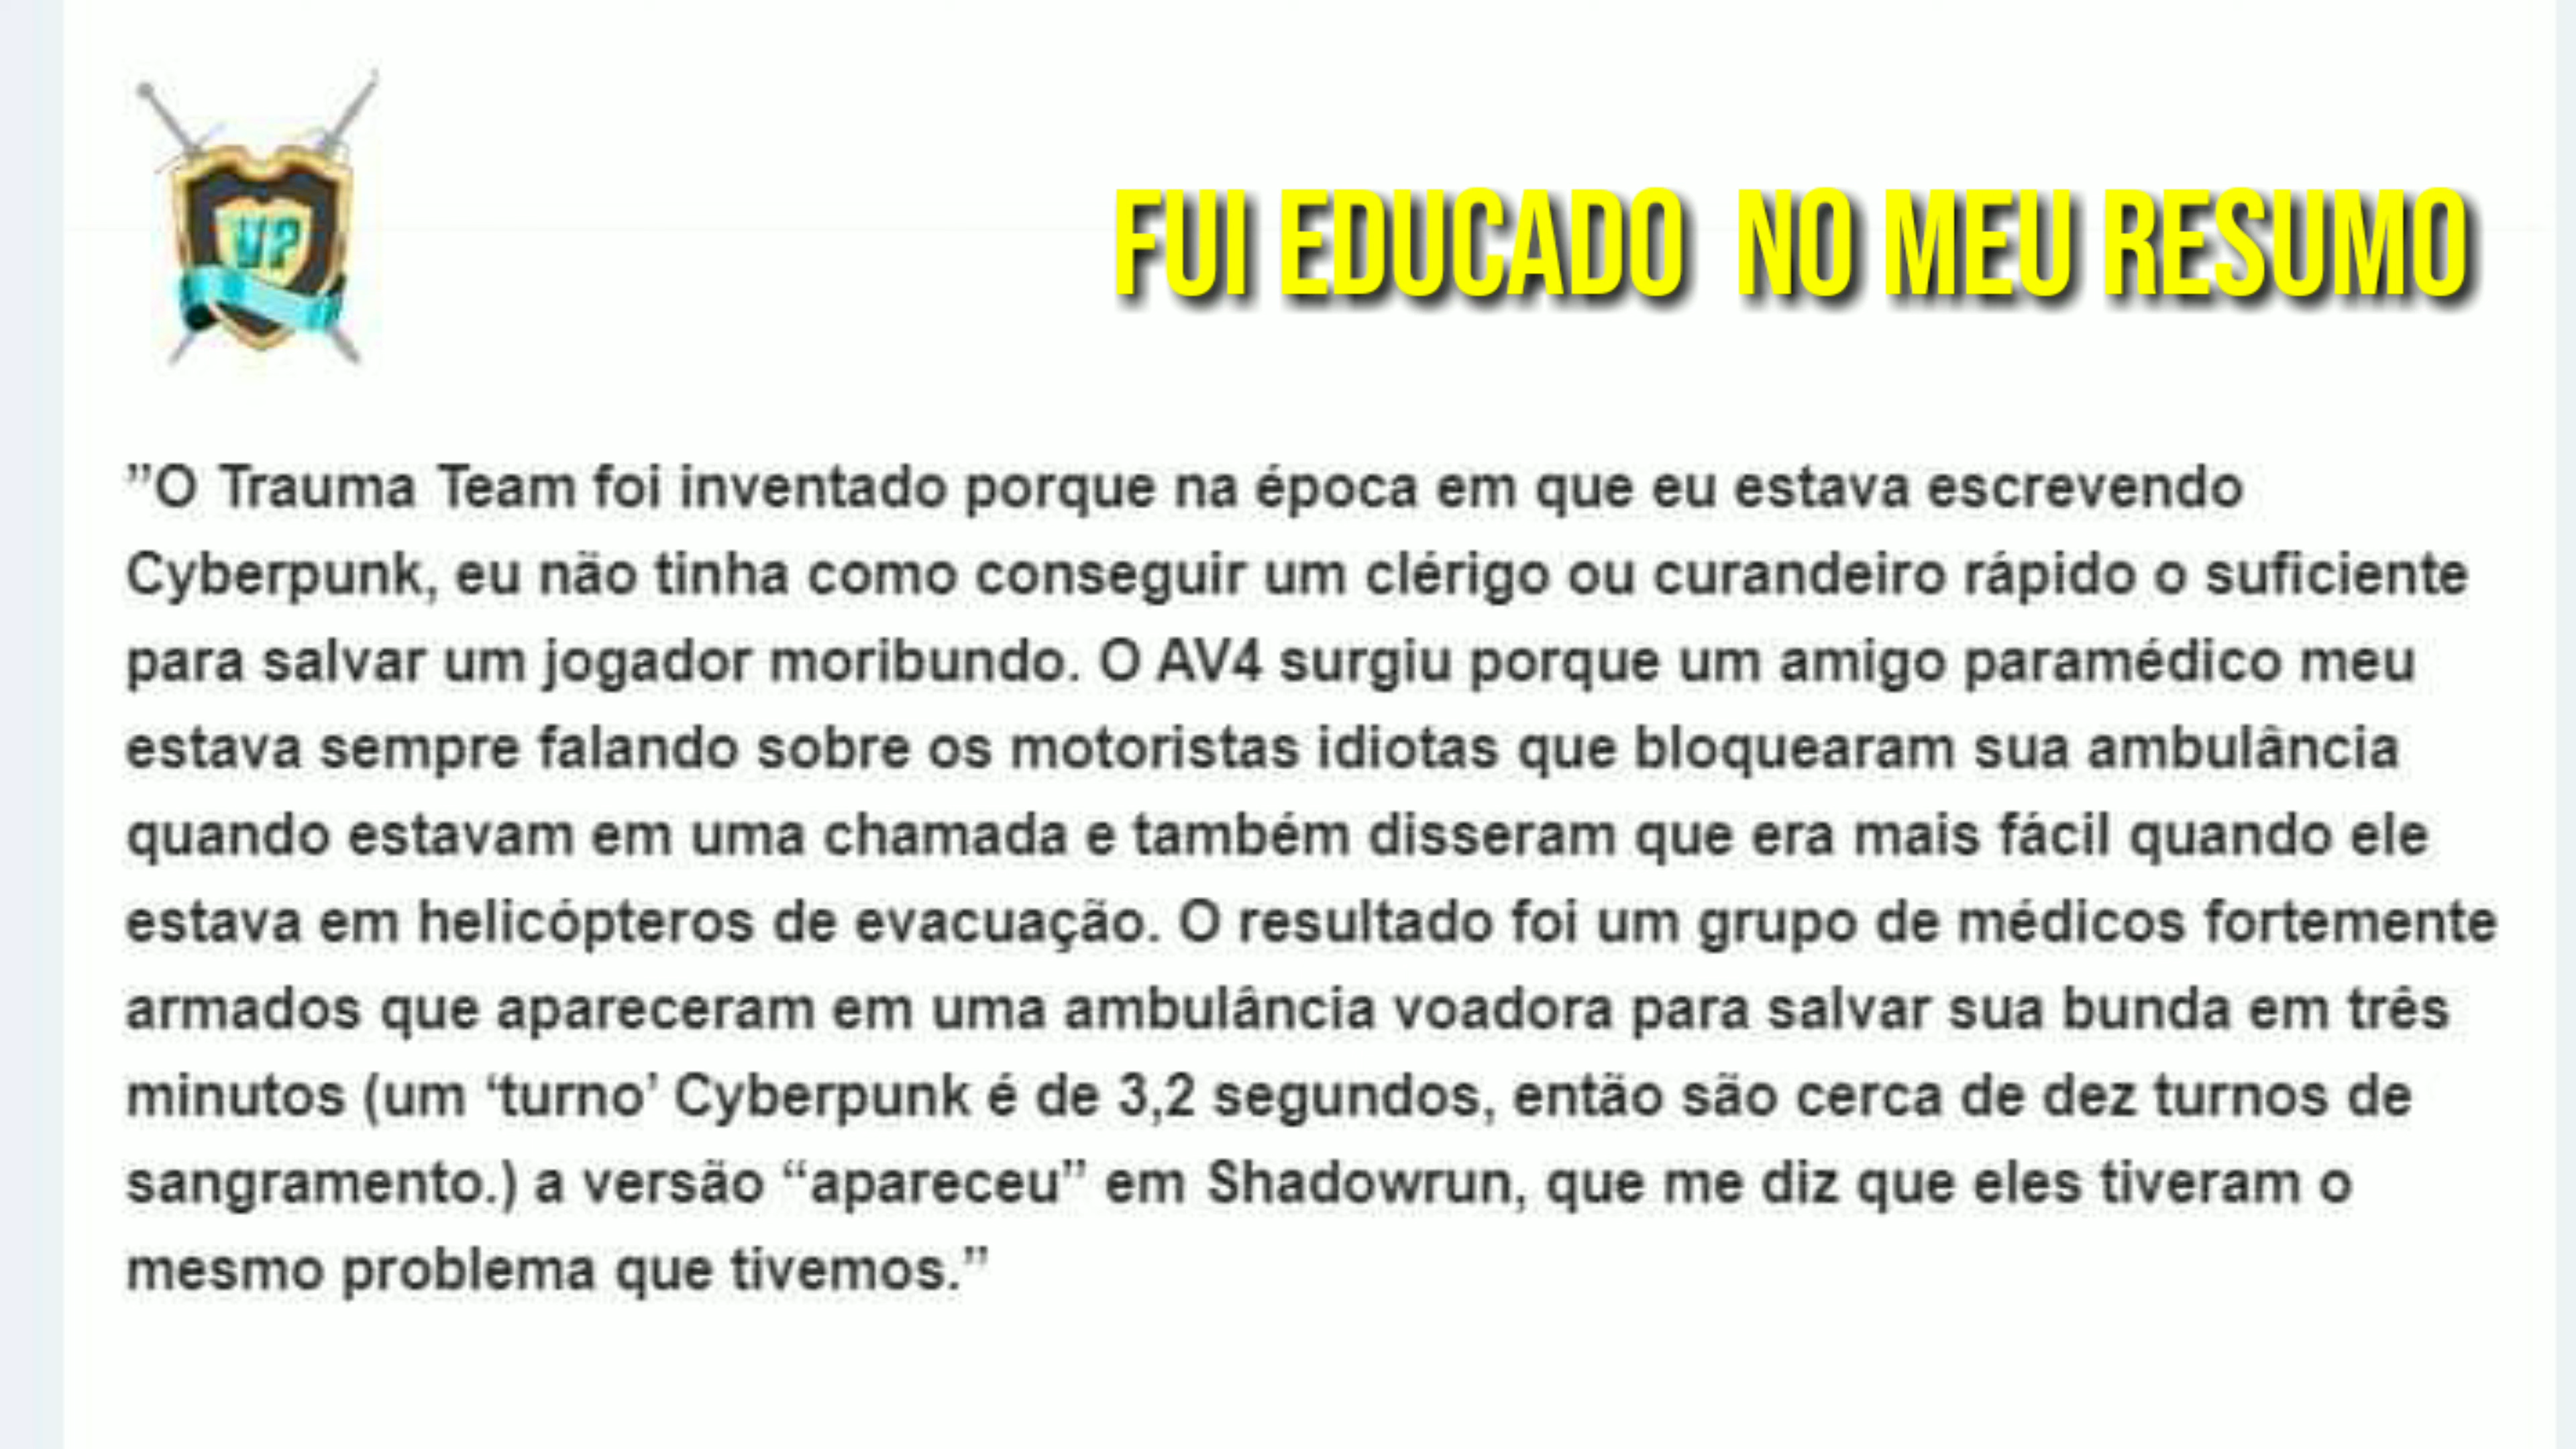 VP
FUI EDUCADO NO MEU RESUMO
”O Trauma Team foi inventado porque na época em que eu estava escrevendo
Cyberpunk, eu não tinha como conseguir um clérigo ou curandeiro rápido o suficiente
para salvar um jogador moribundo. O AV4 surgiu porque um amigo paramédico meu
estava sempre falando sobre os motoristas idiotas que bloquearam sua ambulância
quando estavam em uma chamada e também disseram que era mais fácil quando ele
estava em helicópteros de evacuação. O resultado foi um grupo de médicos fortemente
armados que apareceram em uma ambulância voadora para salvar sua bunda em três
minutos (um ‘turno’ Cyberpunk é de 3,2 segundos, então são cerca de dez turnos de
sangramento.) a versão “apareceu” em Shadowrun, que me diz que eles tiveram o
mesmo problema que tivemos.”